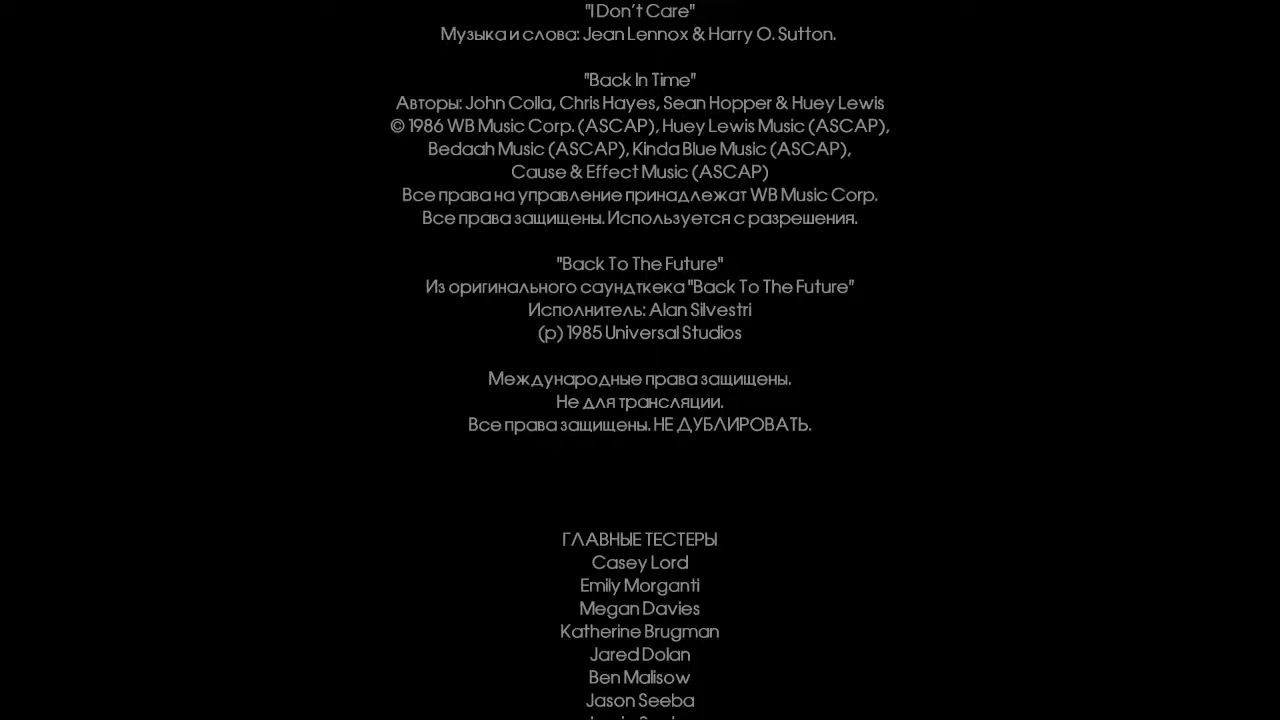 "I Don't Care"
Музыка и слова: Jean Lennox & Harry O. Sutton.
"Back In Time"
Авторы: John Colla, Chris Hayes, Sean Hopper & Huey Lewis
© 1986 WB Music Corp. (ASCAP), Huey Lewis Music (ASCAP),
Bedaah Music (ASCAP), Kinda Blue Music (ASCAP),
Cause & Effect Music (ASCAP)
Все права на управление принадлежат WB Music Corp.
Все права защищены. Используется с разрешения.
"Back To The Future"
Из оригинального саундткека "Back To The Future"
Исполнитель: Alan Silvestri
(p) 1985 Universal Studios
Международные права защищены.
Не для трансляции.
Все права защищены. НЕ ДУБЛИРОВАТЬ.
ГЛАВНЫЕ ТЕСТЕРЫ
Casey Lord
Emily Morganti
Megan Davies
Katherine Brugman
Jared Dolan
Ben Malisow
Jason Seeba